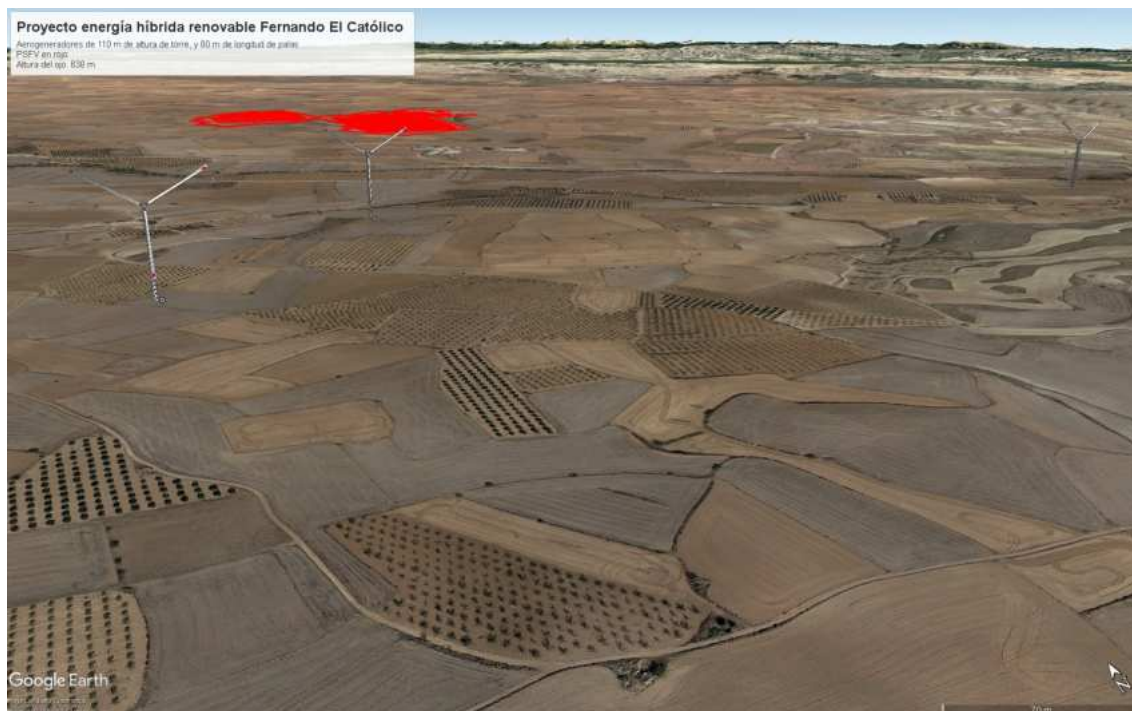 Proyecto energía híbrida renovable Fernando El Católico
Aerogeneradores de 110 m de altura de torre, y 80 m de longitud de palas
PSFV en rojo
Altura del ojo: 838 m
Google Earth
N
70 m